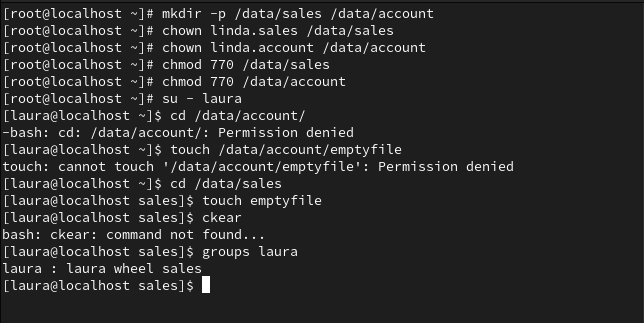 [root@localhost ~]# mkdir -p /data/sales /data/account
[root@localhost ~]# chown linda.sales /data/sales
[root@localhost ~]# chown linda.account /data/account
[root@localhost ~]# chmod 770 /data/sales
[root@localhost ~]# chmod 770 /data/account
[root@localhost ~]# su - laura
[laura@localhost ~]$ cd /data/account/
-bash: cd: /data/account/: Permission denied
[laura@localhost ~]$ touch /data/account/emptyfile
touch: cannot touch '/data/account/emptyfile': Permission denied
[laura@localhost ~]$ cd /data/sales
[laura@localhost sales]$ touch emptyfile
[laura@localhost sales]$ ckear
bash: ckear: command not found...
[laura@localhost sales]$ groups laura
laura : laura wheel sales
[laura@localhost sales]$